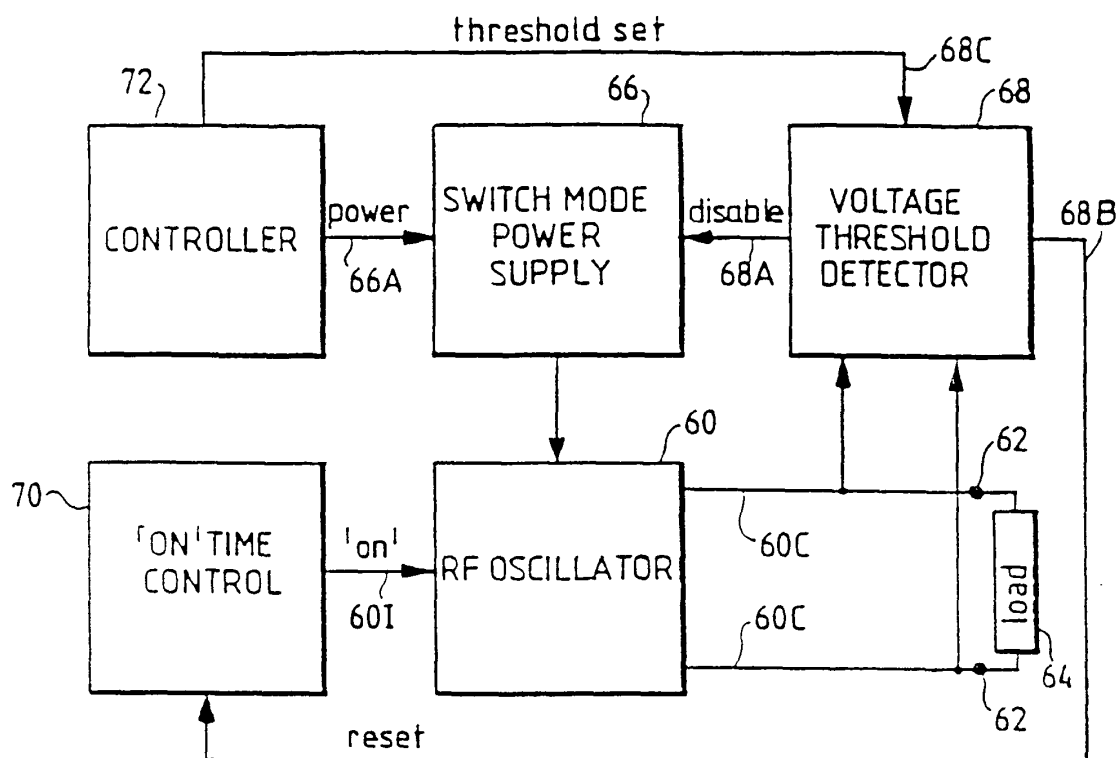 threshold set
68C
72
66
68
CONTROLLER
power
66A
SWITCH MODE
POWER
SUPPLY
disable
68A
VOLTAGE
THRESHOLD
DETECTOR
68B
70
60
62
'ON' TIME
CONTROL
'on'
60I
RF OSCILLATOR
60C
60C
load
64
62
reset